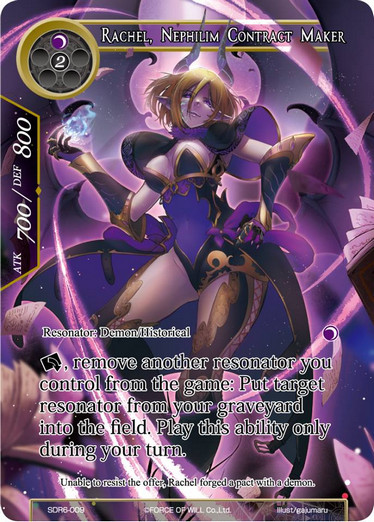 Rachel, Nephilim Contract Maker
2
ATK 700 / DEF 800
Resonator: Demon/Historical
, remove another resonator you
control from the game: Put target
resonator from your graveyard
into the field. Play this ability only
during your turn.
Unable to resist the offer, Rachel forged a pact with a demon.
SDR6-009
©FORCE OF WILL Co.,Ltd.
illust/gajumaru